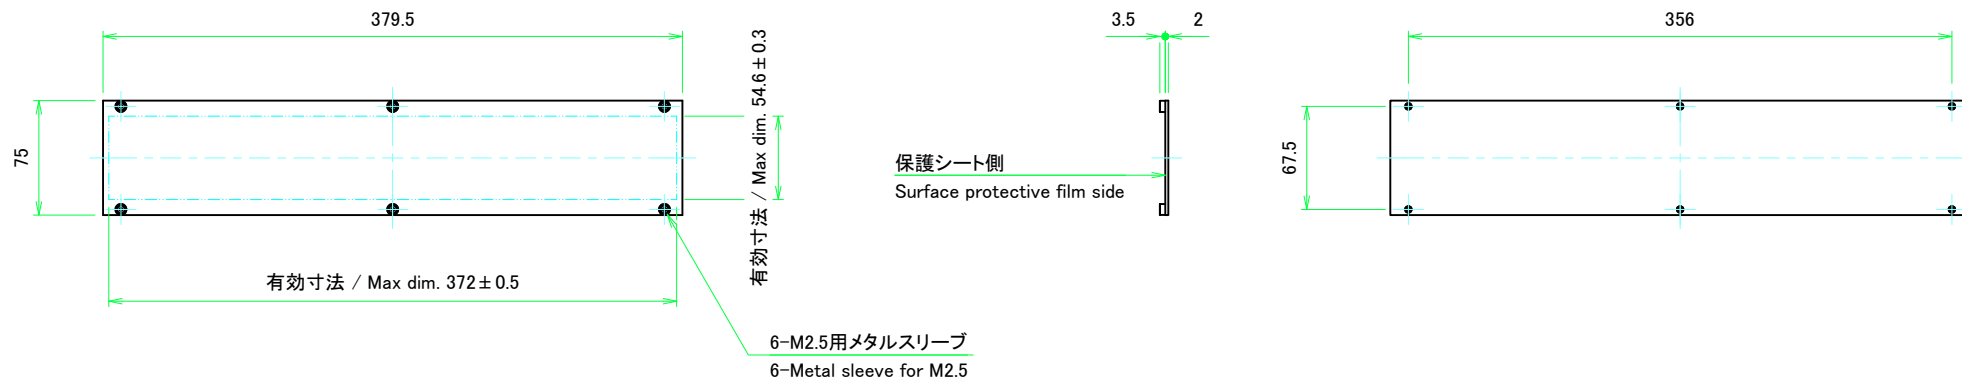 379.5
3.5
2
356
75
有効寸法 / Max dim. 54.6±0.3
67.5
保護シート側
Surface protective film side
有効寸法 / Max dim. 372±0.5
6-M2.5用メタルスリーブ
6-Metal sleeve for M2.5